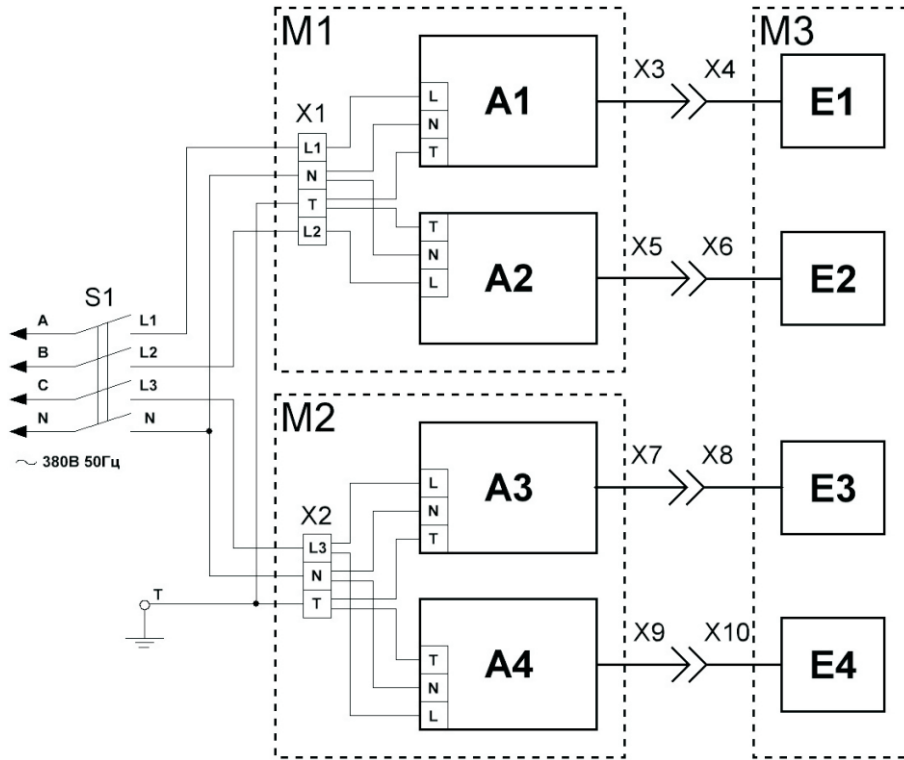 M1
A1
L
N
T
X1
L1
N
T
L2
A2
T
N
L
X3 X4
X5 X6
M3
E1
E2
S1
A L1
B L2
C L3
N N
~ 380В 50Гц
M2
A3
L
N
T
X2
L3
N
T
A4
T
N
L
X7 X8
X9 X10
E3
E4
T